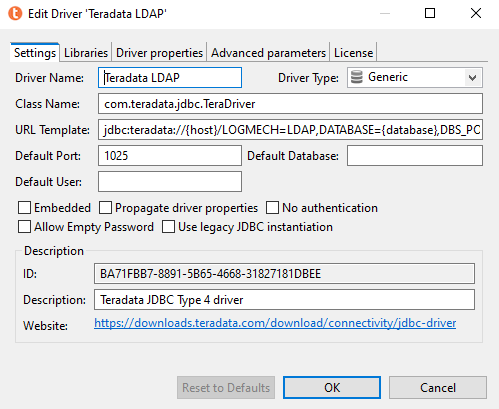 t Edit Driver 'Teradata LDAP'
Settings Libraries Driver properties Advanced parameters License
Driver Name: Teradata LDAP Driver Type: Generic
Class Name: com.teradata.jdbc.TeraDriver
URL Template: jdbc:teradata://{host}/LOGMECH=LDAP,DATABASE={database},DBS_PC
Default Port: 1025 Default Database:
Default User:
Embedded Propagate driver properties No authentication
Allow Empty Password Use legacy JDBC instantiation
Description
ID: BA71FBB7-8891-5B65-4668-31827181DBEE
Description: Teradata JDBC Type 4 driver
Website: https://downloads.teradata.com/download/connectivity/jdbc-driver
Reset to Defaults OK Cancel